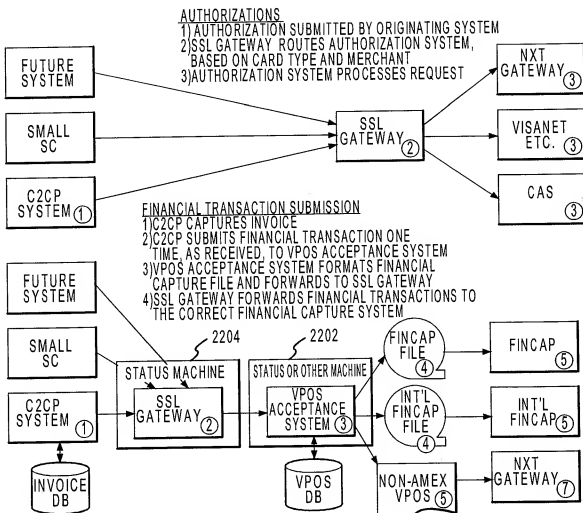 AUTHORIZATIONS
1) AUTHORIZATION SUBMITTED BY ORIGINATING SYSTEM
2)SSL GATEWAY ROUTES AUTHORIZATION SYSTEM,
BASED ON CARD TYPE AND MERCHANT
3)AUTHORIZATION SYSTEM PROCESSES REQUEST
FUTURE
SYSTEM
SMALL
SC
C2CP
SYSTEM 1
SSL
GATEWAY
2
NXT
GATEWAY
3
VISANET
ETC. 3
CAS
3
FINANCIAL TRANSACTION SUBMISSION
1)C2CP CAPTURES INVOICE
2)C2CP SUBMITS FINANCIAL TRANSACTION ONE
TIME, AS RECEIVED, TO VPOS ACCEPTANCE SYSTEM
3)VPOS ACCEPTANCE SYSTEM FORMATS FINANCIAL
CAPTURE FILE AND FORWARDS TO SSL GATEWAY
4)SSL GATEWAY FORWARDS FINANCIAL TRANSACTIONS TO
THE CORRECT FINANCIAL CAPTURE SYSTEM
FUTURE
SYSTEM
SMALL
SC
C2CP
SYSTEM
1
INVOICE
DB
2204
STATUS MACHINE
SSL
GATEWAY
2
2202
STATUS OR OTHER MACHINE
VPOS
ACCEPTANCE
SYSTEM 3
VPOS
DB
FINCAP
FILE
4
INT'L
FINCAP
FILE
4
NON-AMEX
VPOS 5
FINCAP
5
INT'L
FINCAP 5
NXT
GATEWAY
7